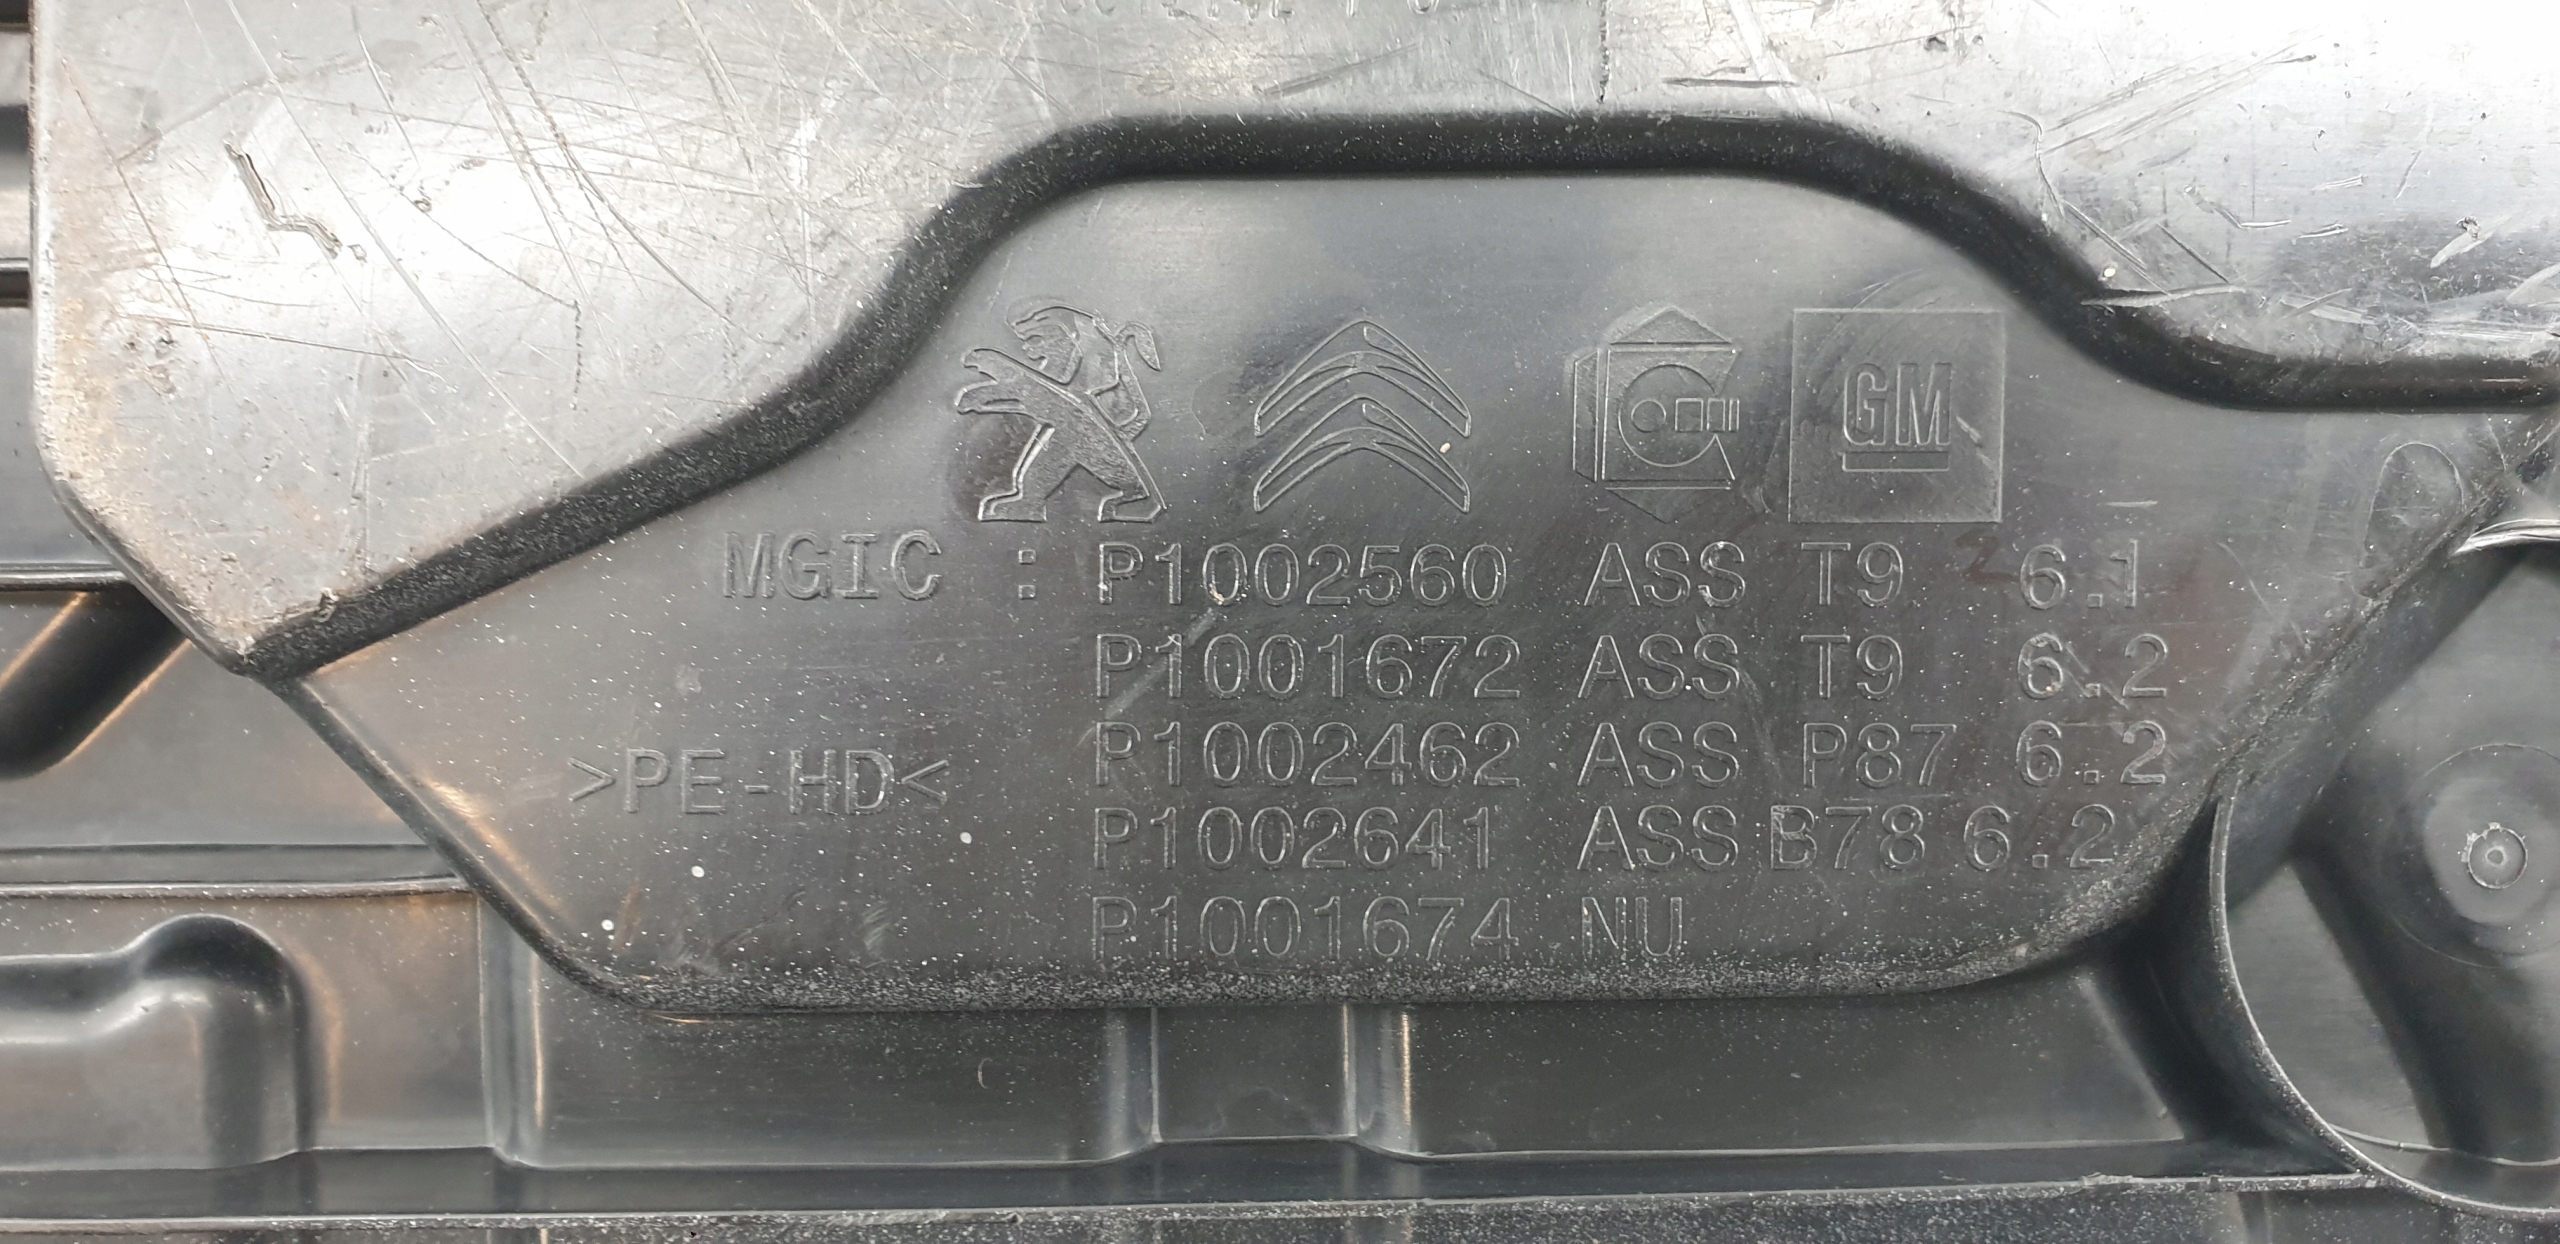 GM
MGIC : P1002560 ASS T9 6.1
P1001672 ASS T9 6.2
P1002462 ASS P87 6.2
>PE-HD<
P1002641 ASS B78 6.2
P1001674 NU